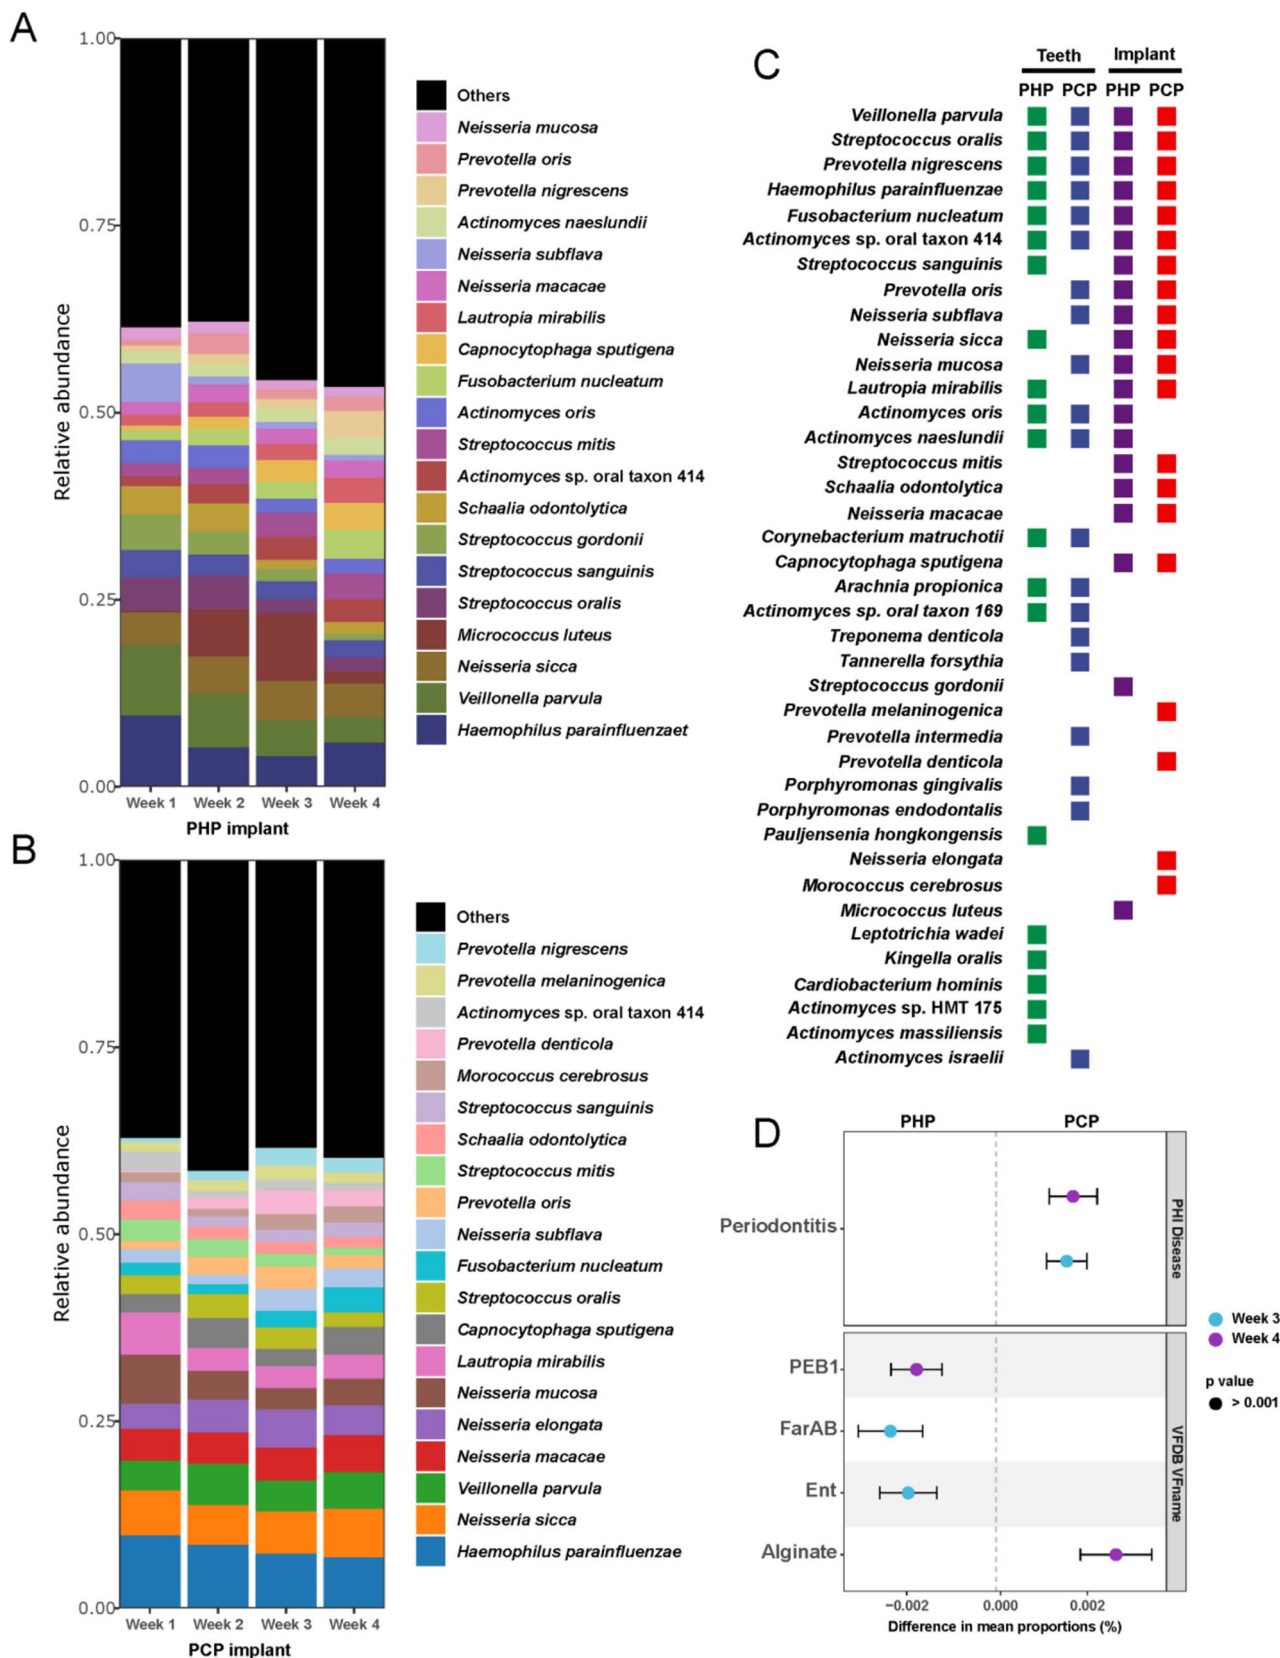 A
1.00
0.75
0.50
0.25
0.00
Relative abundance
Week 1 Week 2 Week 3 Week 4
PHP implant
Others
Neisseria mucosa
Prevotella oris
Prevotella nigrescens
Actinomyces naeslundii
Neisseria subflava
Neisseria macacae
Lautropia mirabilis
Capnocytophaga sputigena
Fusobacterium nucleatum
Actinomyces oris
Streptococcus mitis
Actinomyces sp. oral taxon 414
Schaalia odontolytica
Streptococcus gordonii
Streptococcus sanguinis
Streptococcus oralis
Micrococcus luteus
Neisseria sicca
Veillonella parvula
Haemophilus parainfluenzaet
B
1.00
0.75
0.50
0.25
0.00
Relative abundance
Week 1 Week 2 Week 3 Week 4
PCP implant
Others
Prevotella nigrescens
Prevotella melaninogenica
Actinomyces sp. oral taxon 414
Prevotella denticola
Morococcus cerebrosus
Streptococcus sanguinis
Schaalia odontolytica
Streptococcus mitis
Prevotella oris
Neisseria subflava
Fusobacterium nucleatum
Streptococcus oralis
Capnocytophaga sputigena
Lautropia mirabilis
Neisseria mucosa
Neisseria elongata
Neisseria macacae
Veillonella parvula
Neisseria sicca
Haemophilus parainfluenzae
C
Teeth Implant
PHP PCP PHP PCP
Veillonella parvula
Streptococcus oralis
Prevotella nigrescens
Haemophilus parainfluenzae
Fusobacterium nucleatum
Actinomyces sp. oral taxon 414
Streptococcus sanguinis
Prevotella oris
Neisseria subflava
Neisseria sicca
Neisseria mucosa
Lautropia mirabilis
Actinomyces oris
Actinomyces naeslundii
Streptococcus mitis
Schaalia odontolytica
Neisseria macacae
Corynebacterium matruchotii
Capnocytophaga sputigena
Arachnia propionica
Actinomyces sp. oral taxon 169
Treponema denticola
Tannerella forsythia
Streptococcus gordonii
Prevotella melaninogenica
Prevotella intermedia
Prevotella denticola
Porphyromonas gingivalis
Porphyromonas endodontalis
Pauljensenia hongkongensis
Neisseria elongata
Morococcus cerebrosus
Micrococcus luteus
Leptotrichia wadei
Kingella oralis
Cardiobacterium hominis
Actinomyces sp. HMT 175
Actinomyces massiliensis
Actinomyces israelii
D
PHP PCP
Periodontitis
PHI Disease
PEB1
FarAB
Ent
Alginate
VFDB VFname
−0.002 0.000 0.002
Difference in mean proportions (%)
Week 3
Week 4
p value
> 0.001